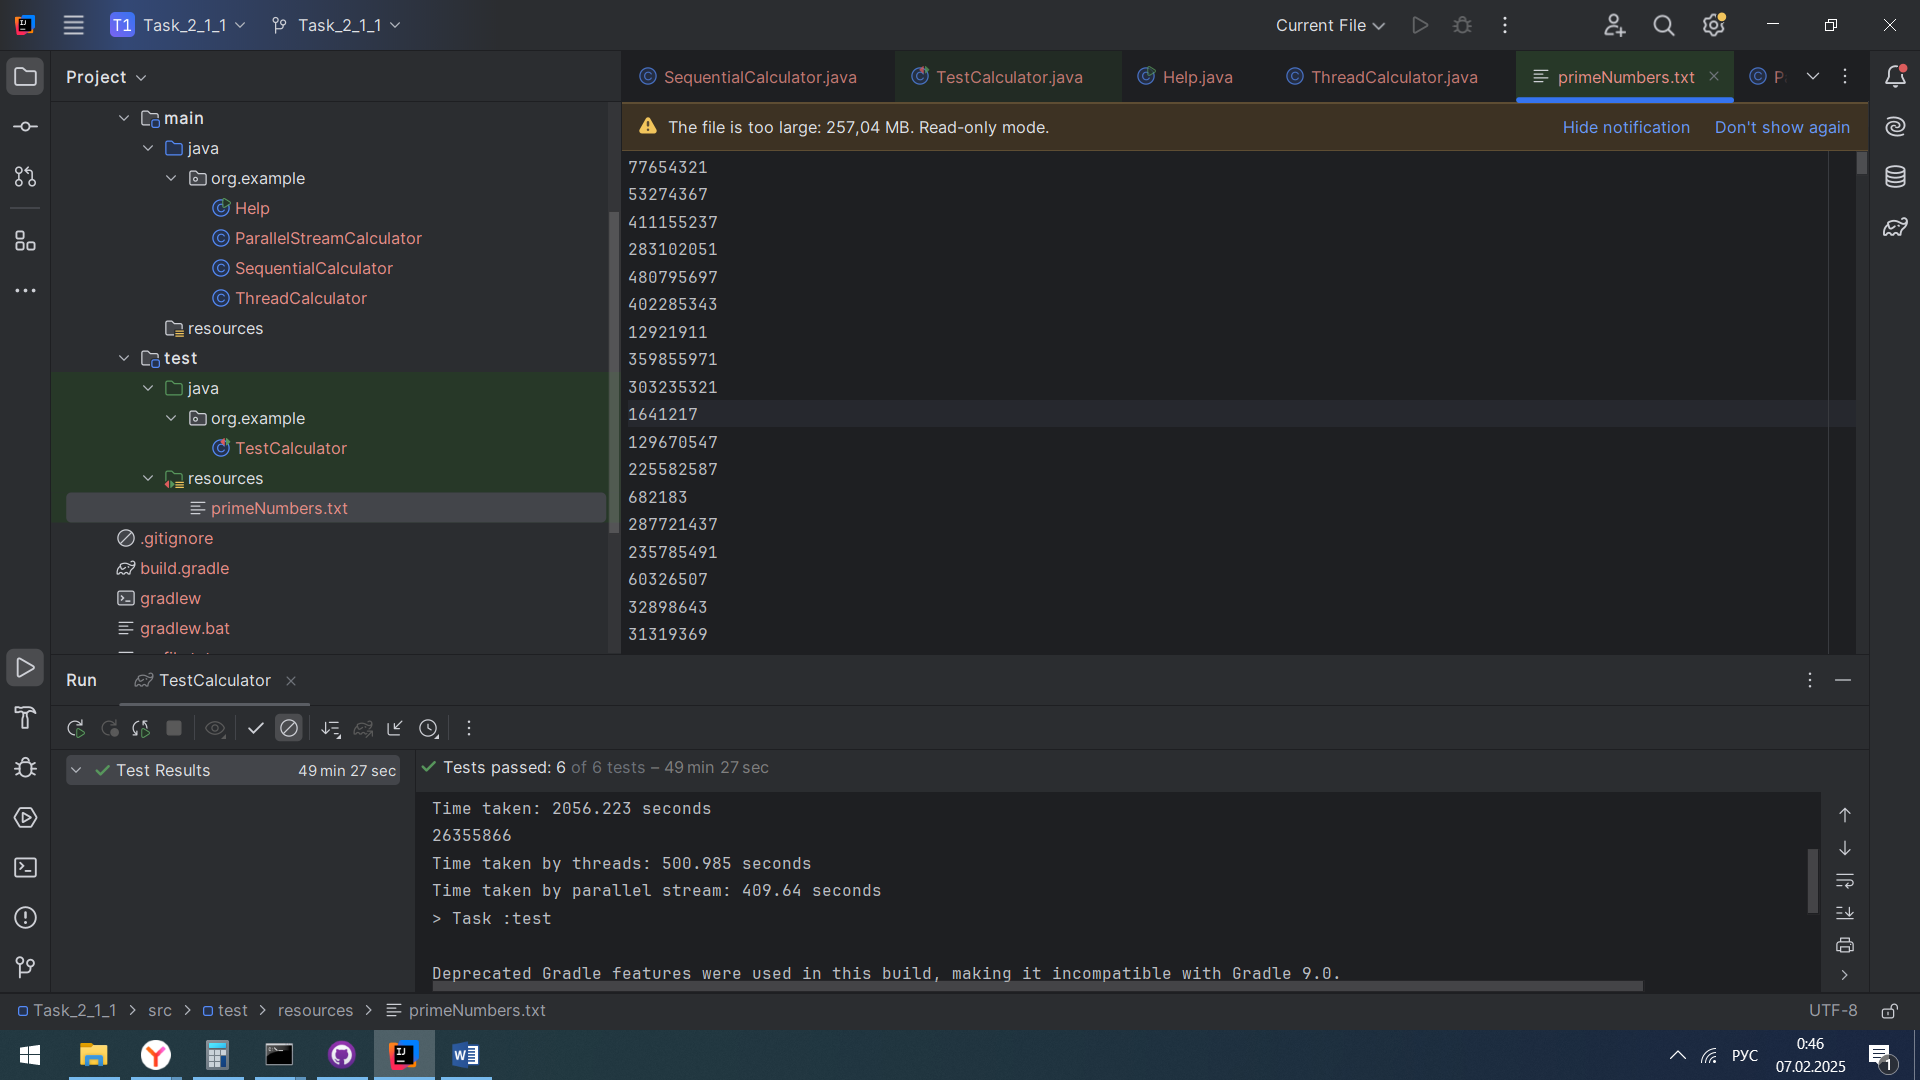 T1 Task_2_1_1 Task_2_1_1 Current File
Project
SequentialCalculator.java TestCalculator.java Help.java ThreadCalculator.java primeNumbers.txt
The file is too large: 257,04 MB. Read-only mode. Hide notification Don't show again
main
java
org.example
Help
ParallelStreamCalculator
SequentialCalculator
ThreadCalculator
resources
test
java
org.example
TestCalculator
resources
primeNumbers.txt
.gitignore
build.gradle
gradlew
gradlew.bat
77654321
53274367
411155237
283102051
480795697
402285343
12921911
359855971
303235321
1641217
129670547
225582587
682183
287721437
235785491
60326507
32898643
31319369
Run TestCalculator
Test Results 49 min 27 sec
Tests passed: 6 of 6 tests – 49 min 27 sec
Time taken: 2056.223 seconds
26355866
Time taken by threads: 500.985 seconds
Time taken by parallel stream: 409.64 seconds
> Task :test
Deprecated Gradle features were used in this build, making it incompatible with Gradle 9.0.
Task_2_1_1 > src > test > resources > primeNumbers.txt UTF-8
РУС
0:46
07.02.2025
1